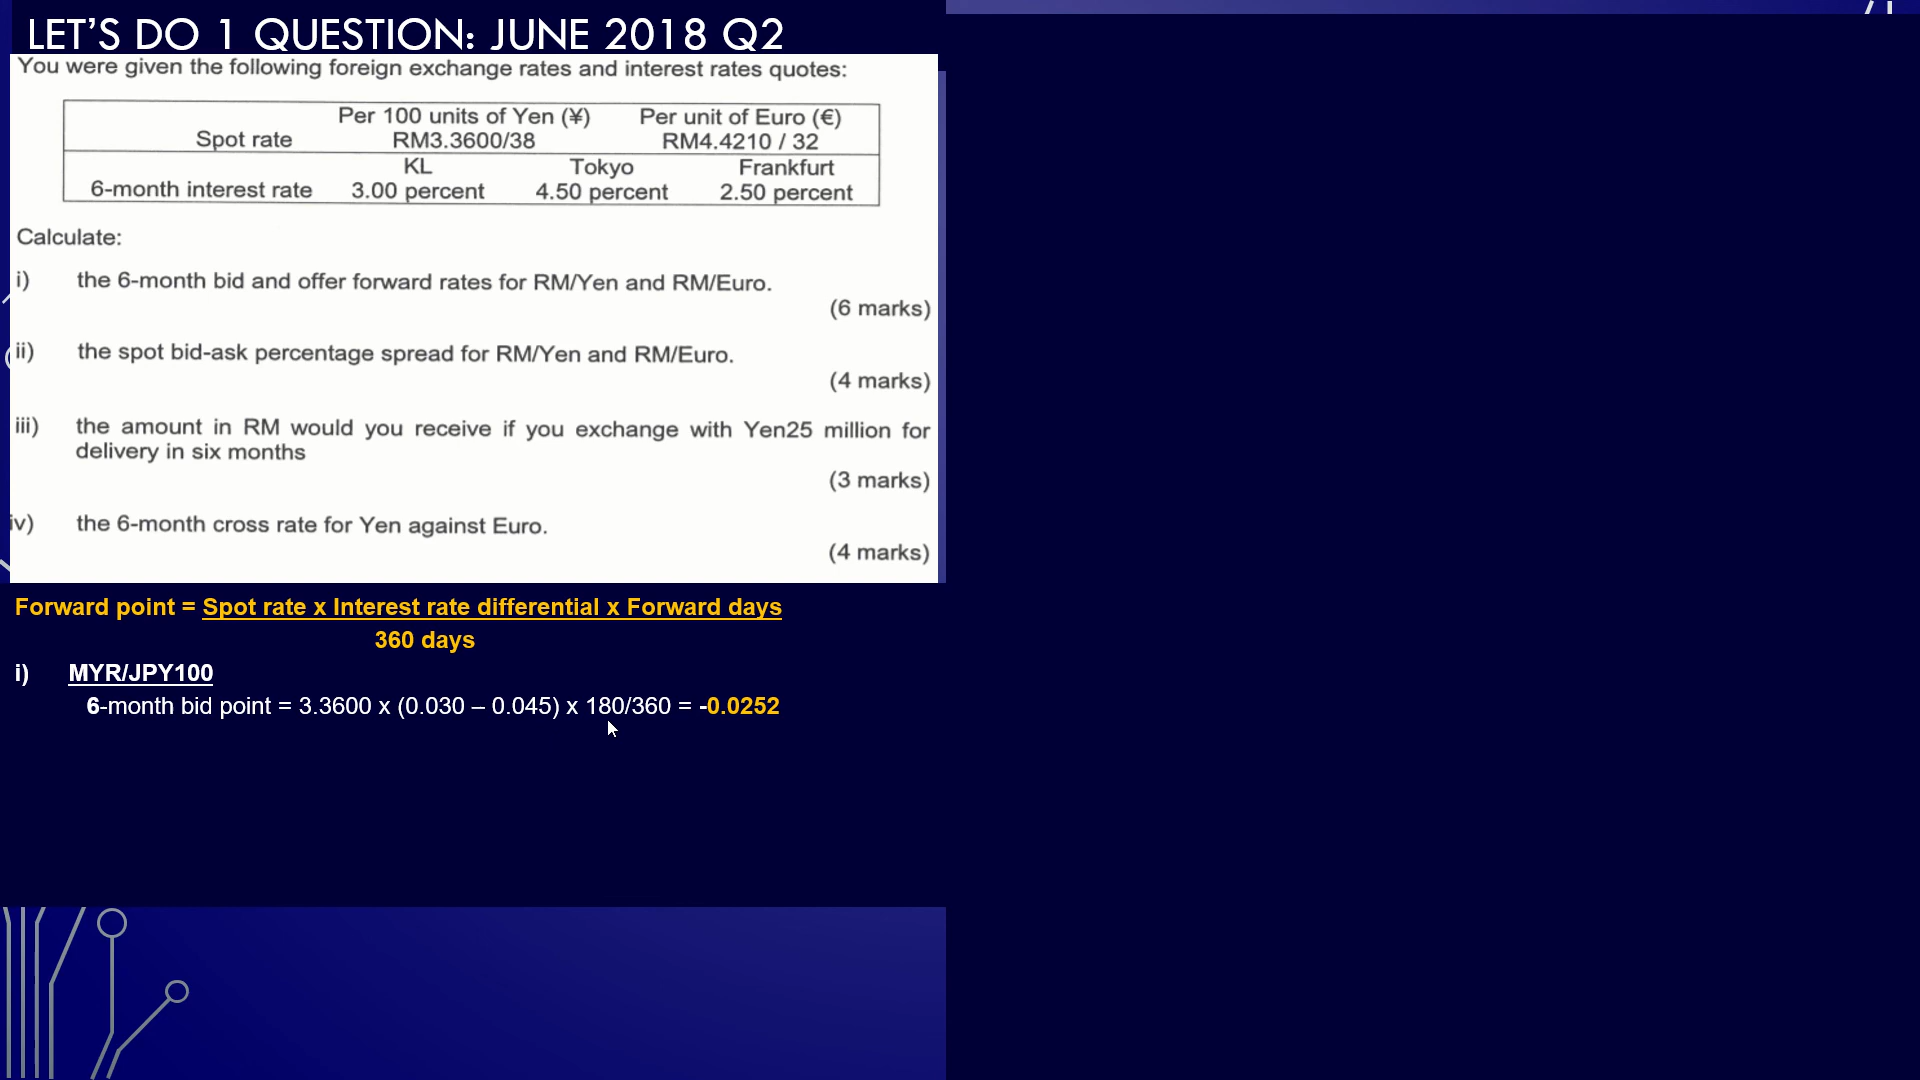 LET'S DO 1 QUESTION: JUNE 2018 Q2
You were given the following foreign exchange rates and interest rates quotes:
Per 100 units of Yen (¥) Per unit of Euro (€)
Spot rate RM3.3600/38 RM4.4210 / 32
KL Tokyo Frankfurt
6-month interest rate 3.00 percent 4.50 percent 2.50 percent
Calculate:
i) the 6-month bid and offer forward rates for RM/Yen and RM/Euro.
(6 marks)
ii) the spot bid-ask percentage spread for RM/Yen and RM/Euro.
(4 marks)
iii) the amount in RM would you receive if you exchange with Yen25 million for
delivery in six months
(3 marks)
iv) the 6-month cross rate for Yen against Euro.
(4 marks)
Forward point = Spot rate x Interest rate differential x Forward days
360 days
i) MYR/JPY100
6-month bid point = 3.3600 x (0.030 – 0.045) x 180/360 = -0.0252